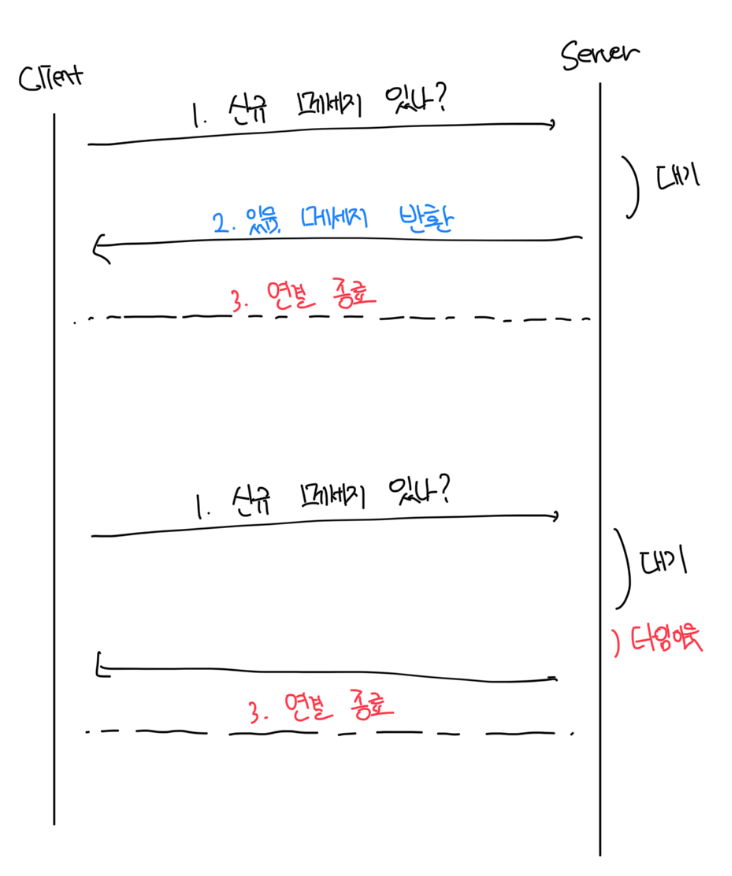 Client
Server
1. 신규 메세지 있나?
대기
2. 있음. 메세지 반환
3. 연결 종료
1. 신규 메세지 있나?
대기
타임아웃
3. 연결 종료